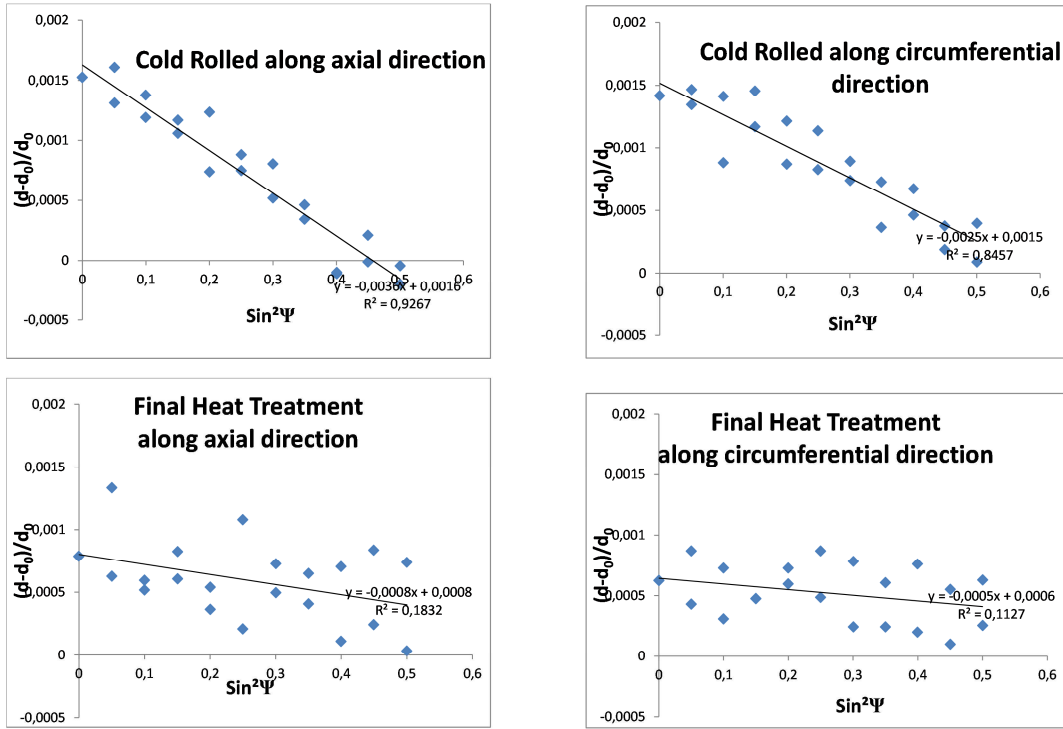 0,002
Cold Rolled along axial direction
0,0015
0,001
0,0005
0
-0,0005
(d-d₀)/d₀
0 0,1 0,2 0,3 0,4 0,5 0,6
y = -0,0036x + 0,0016
R² = 0,9267
Sin²Ψ
0,002
Cold Rolled along circumferential
direction
0,0015
0,001
0,0005
0
-0,0005
(d-d₀)/d₀
y = -0,0025x + 0,0015
R² = 0,8457
0 0,1 0,2 0,3 0,4 0,5 0,6
Sin²Ψ
0,002
Final Heat Treatment
along axial direction
0,0015
0,001
0,0005
0
-0,0005
(d-d₀)/d₀
y = -0,0008x + 0,0008
R² = 0,1832
0 0,1 0,2 0,3 0,4 0,5 0,6
Sin²Ψ
0,002
Final Heat Treatment
along circumferential direction
0,0015
0,001
0,0005
0
-0,0005
(d-d₀)/d₀
y = -0,0005x + 0,0006
R² = 0,1127
0 0,1 0,2 0,3 0,4 0,5 0,6
Sin²Ψ